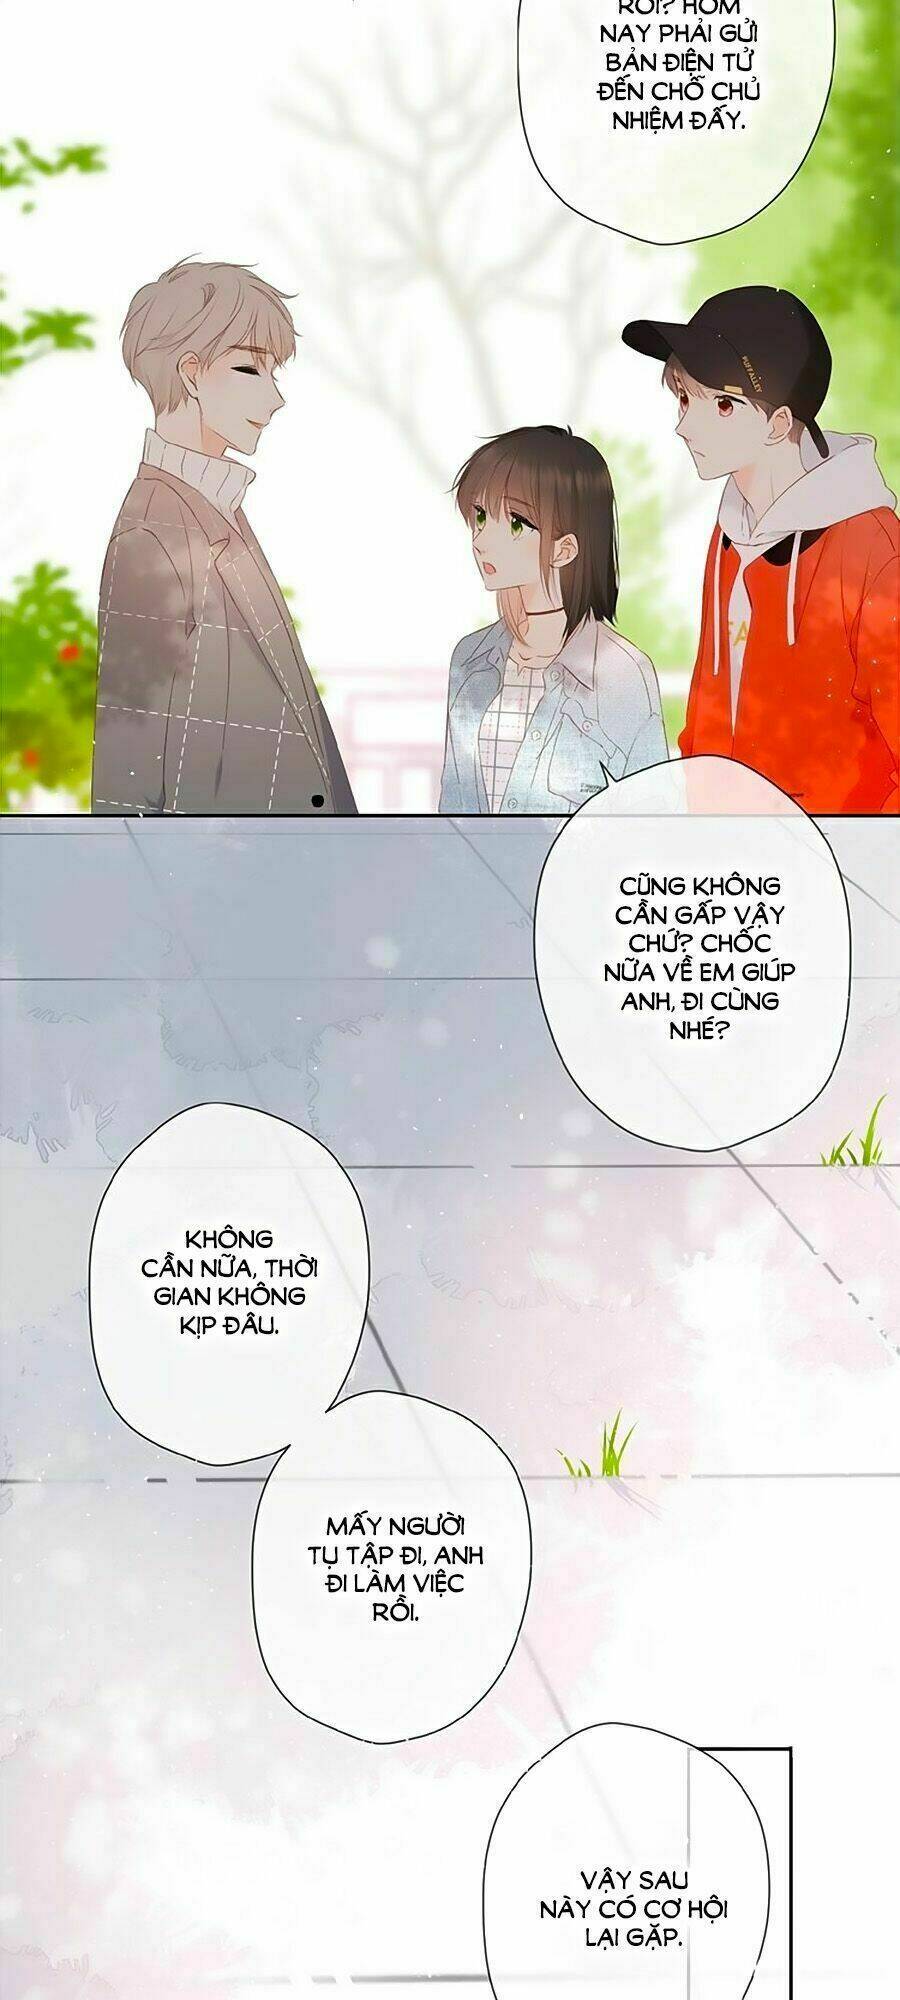 RỒI? HÔM
NAY PHẢI GỬI
BẢN ĐIỆN TỬ
ĐẾN CHỖ CHỦ
NHIỆM ĐẤY.
PUFFALLEY
FA
CŨNG KHÔNG
CẦN GẤP VẬY
CHỨ? CHỐC
NỮA VỀ EM GIÚP
ANH, ĐI CÙNG
NHÉ?
KHÔNG
CẦN NỮA, THỜI
GIAN KHÔNG
KỊP ĐÂU.
MẤY NGƯỜI
TỤ TẬP ĐI, ANH
ĐI LÀM VIỆC
RỒI.
VẬY SAU
NÀY CÓ CƠ HỘI
LẠI GẶP.